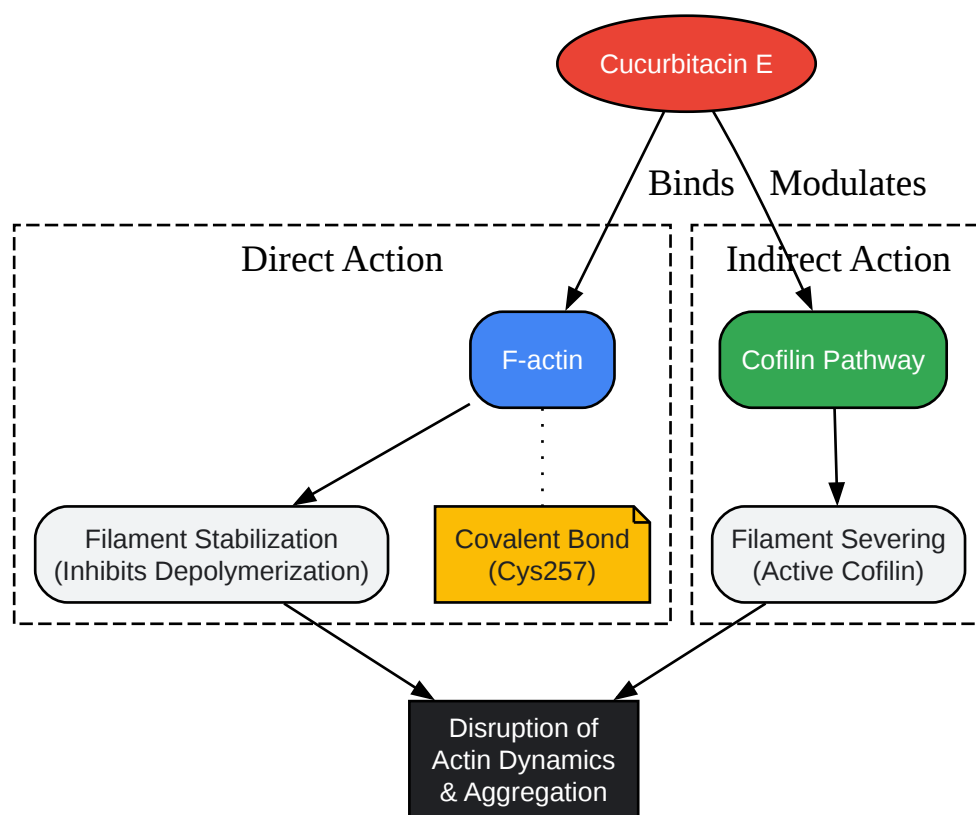 Cucurbitacin E
Binds
Modulates
Direct Action
Indirect Action
F-actin
Cofilin Pathway
Filament Stabilization
(Inhibits Depolymerization)
Covalent Bond
(Cys257)
Filament Severing
(Active Cofilin)
Disruption of
Actin Dynamics
& Aggregation